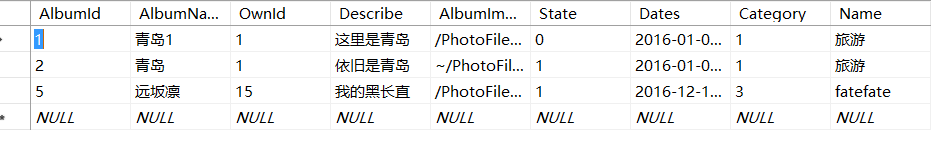 AlbumId AlbumNa... OwnId Describe AlbumIm... State Dates Category Name
1 青岛1 1 这里是青岛 /PhotoFile... 0 2016-01-0... 1 旅游
2 青岛 1 依旧是青岛 ~/PhotoFil... 1 2016-01-0... 1 旅游
5 远坂凛 15 我的黑长直 /PhotoFile... 1 2016-12-1... 3 fatefate
* NULL NULL NULL NULL NULL NULL NULL NULL NULL